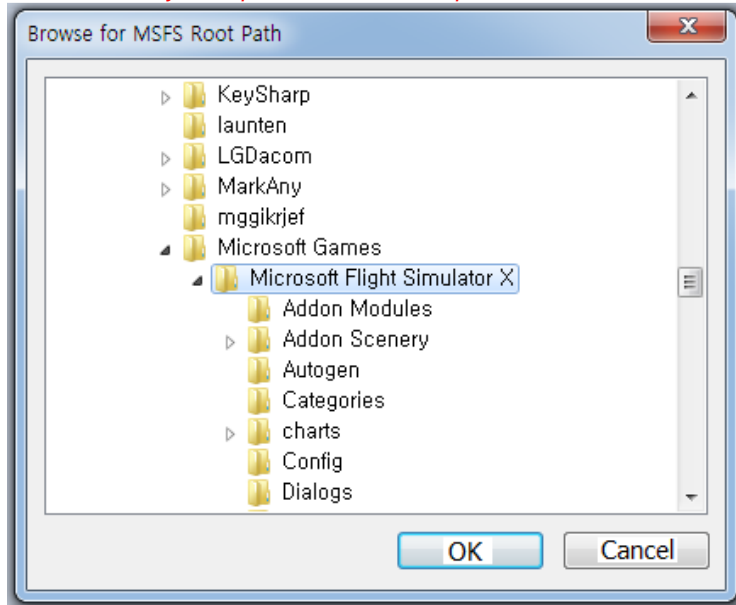 Browse for MSFS Root Path
KeySharp
launten
LGDacom
MarkAny
mggikrjef
Microsoft Games
Microsoft Flight Simulator X
Addon Modules
Addon Scenery
Autogen
Categories
charts
Config
Dialogs
OK
Cancel